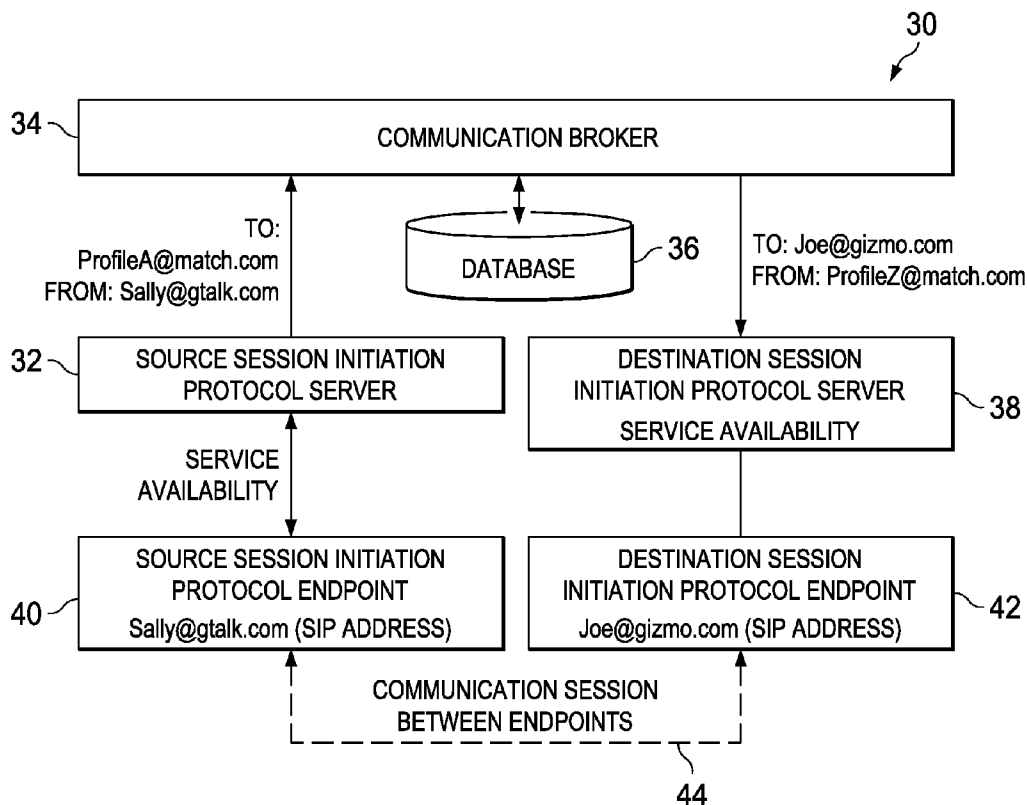 30
34
COMMUNICATION BROKER
TO:
ProfileA@match.com
FROM: Sally@gtalk.com
DATABASE
36
TO: Joe@gizmo.com
FROM: ProfileZ@match.com
32
SOURCE SESSION INITIATION
PROTOCOL SERVER
DESTINATION SESSION
INITIATION PROTOCOL SERVER
SERVICE AVAILABILITY
38
SERVICE
AVAILABILITY
40
SOURCE SESSION INITIATION
PROTOCOL ENDPOINT
Sally@gtalk.com (SIP ADDRESS)
DESTINATION SESSION
INITIATION PROTOCOL ENDPOINT
Joe@gizmo.com (SIP ADDRESS)
42
COMMUNICATION SESSION
BETWEEN ENDPOINTS
44